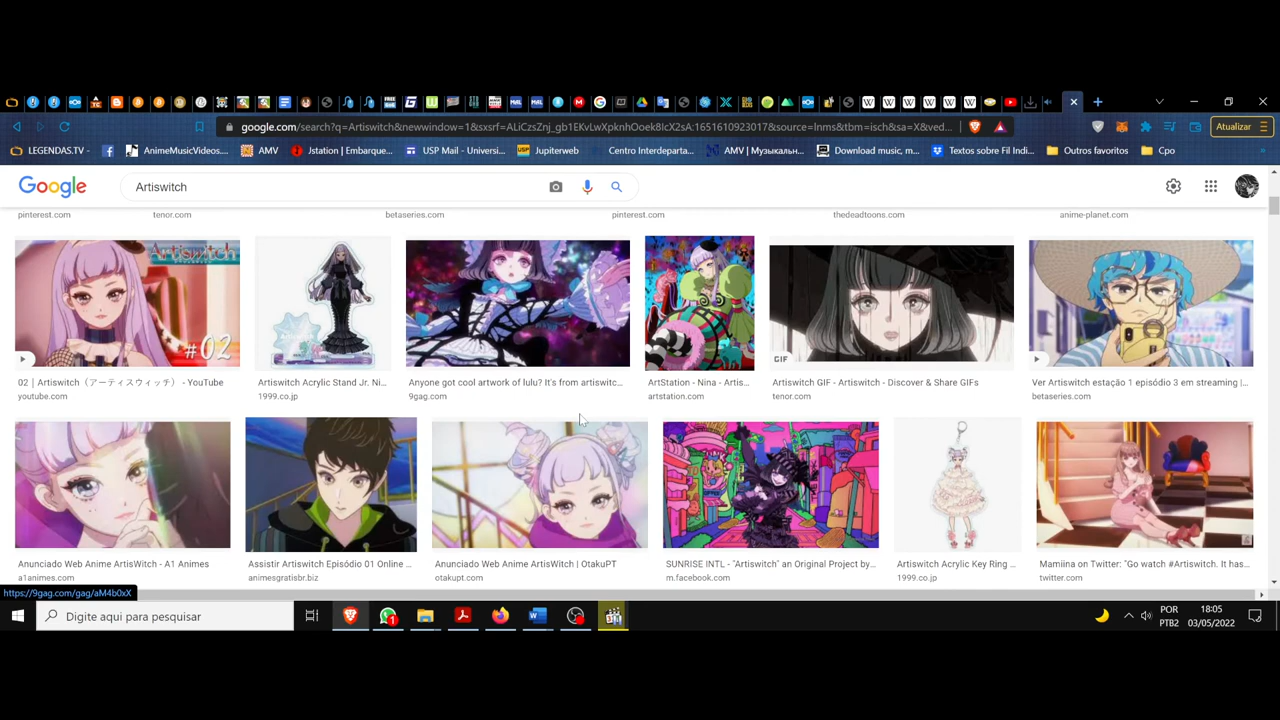 google.com/search?q=Artiswitch&newwindow=1&sxsrf=ALiCzsZnj_gb1EKvLwXpknhOoek8IcX2sA:1651610923017&source=lnms&tbm=isch&sa=X&ved...
Atualizar
LEGENDAS.TV - AnimeMusicVideos... AMV Jstation | Embarque... USP Mail - Universi... Jupiterweb Centro Interdeparta... AMV | Музыкальн... Download music, m... Textos sobre Fil Indi... Outros favoritos Cpo
Google Artiswitch
pinterest.com tenor.com betaseries.com pinterest.com thedeadtoons.com anime-planet.com
Artiswitch
#02
GIF
02 | Artiswitch（アーティスウィッチ） - YouTube
youtube.com
Artiswitch Acrylic Stand Jr. Ni...
1999.co.jp
Anyone got cool artwork of lulu? It's from artiswitc...
9gag.com
ArtStation - Nina - Artis...
artstation.com
Artiswitch GIF - Artiswitch - Discover & Share GIFs
tenor.com
Ver Artiswitch estação 1 episódio 3 em streaming |...
betaseries.com
Anunciado Web Anime ArtisWitch - A1 Animes
a1animes.com
Assistir Artiswitch Episódio 01 Online ...
animesgratisbr.biz
Anunciado Web Anime ArtisWitch | OtakuPT
otakupt.com
SUNRISE INTL - "Artiswitch" an Original Project by...
m.facebook.com
Artiswitch Acrylic Key Ring ...
1999.co.jp
Mamiina on Twitter: "Go watch #Artiswitch. It has...
twitter.com
https://9gag.com/gag/aM4b0xX
Digite aqui para pesquisar
POR
PTB2
18:05
03/05/2022